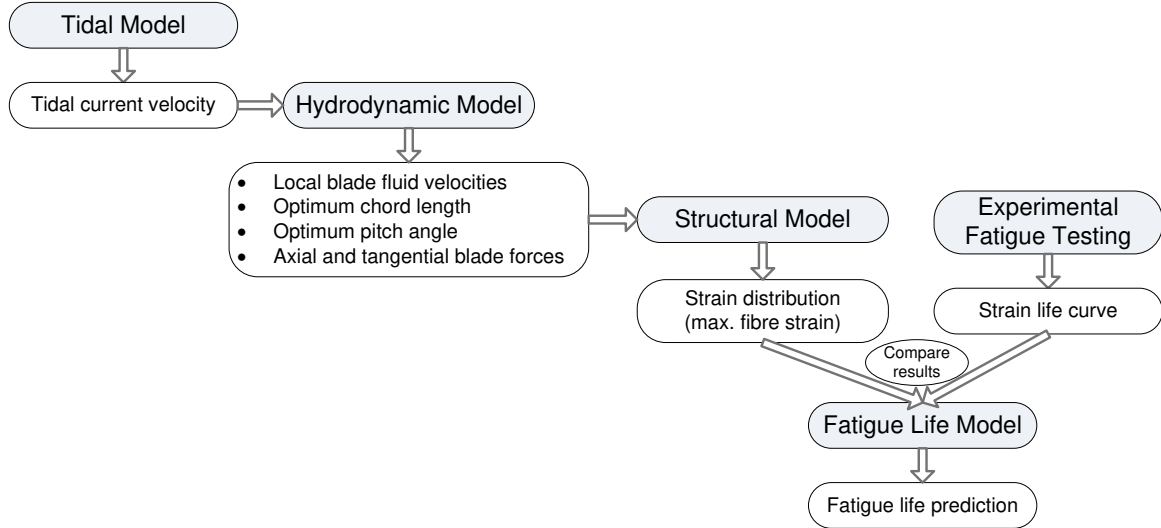 Tidal Model
Tidal current velocity
Hydrodynamic Model
• Local blade fluid velocities
• Optimum chord length
• Optimum pitch angle
• Axial and tangential blade forces
Structural Model
Experimental
Fatigue Testing
Strain distribution
(max. fibre strain)
Strain life curve
Compare
results
Fatigue Life Model
Fatigue life prediction